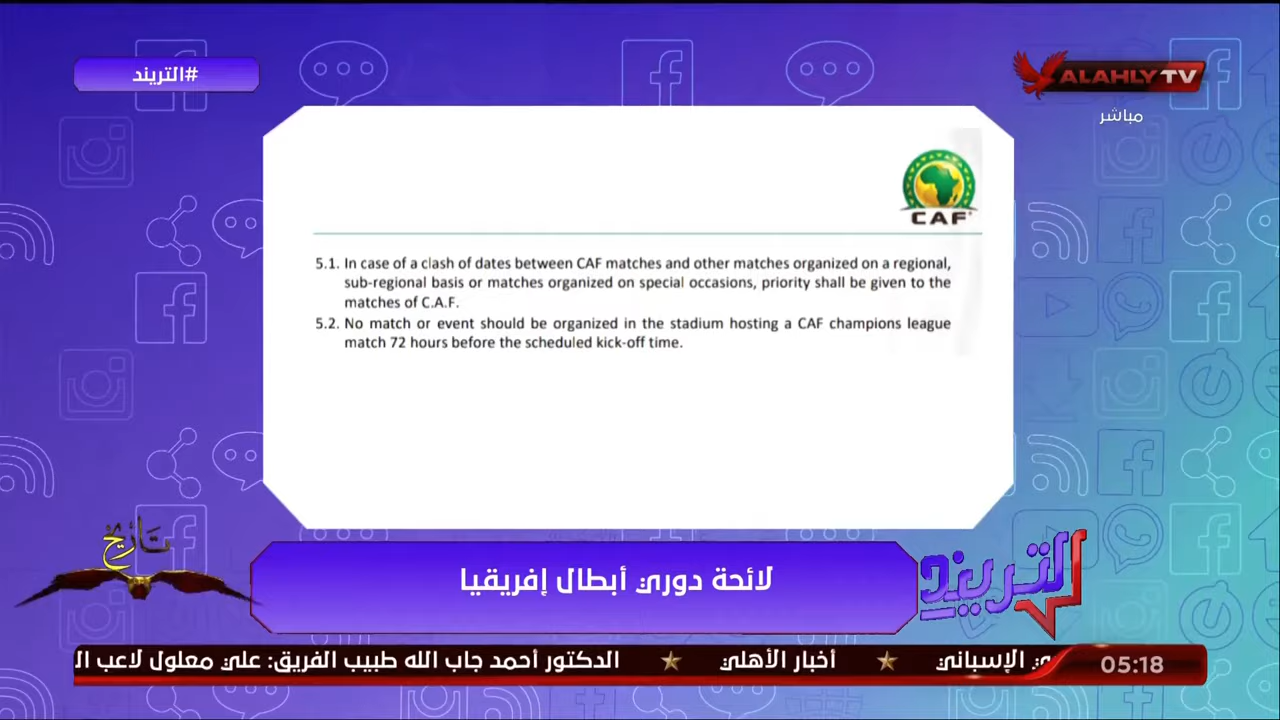 #التريند
ALAHLY TV
مباشر
CAF
5.1. In case of a clash of dates between CAF matches and other matches organized on a regional,
sub-regional basis or matches organized on special occasions, priority shall be given to the
matches of C.A.F.
5.2. No match or event should be organized in the stadium hosting a CAF champions league
match 72 hours before the scheduled kick-off time.
تاريخ
لائحة دوري أبطال إفريقيا
التريند
ي الإسباني ★ أخبار الأهلي ★ الدكتور أحمد جاب الله طبيب الفريق: علي معلول لاعب ال
05:18